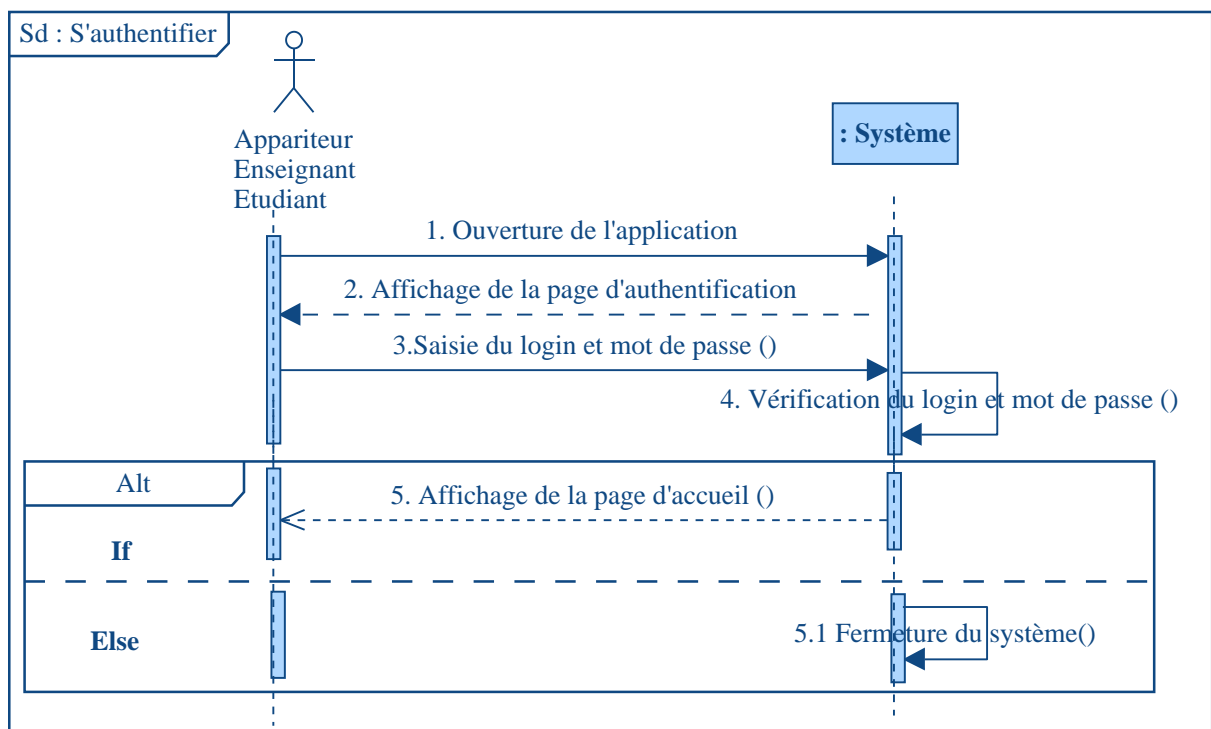 Sd : S'authentifier
Appariteur
Enseignant
Etudiant
: Système
1. Ouverture de l'application
2. Affichage de la page d'authentification
3.Saisie du login et mot de passe ()
4. Vérification du login et mot de passe ()
Alt
5. Affichage de la page d'accueil ()
If
Else
5.1 Fermeture du système()